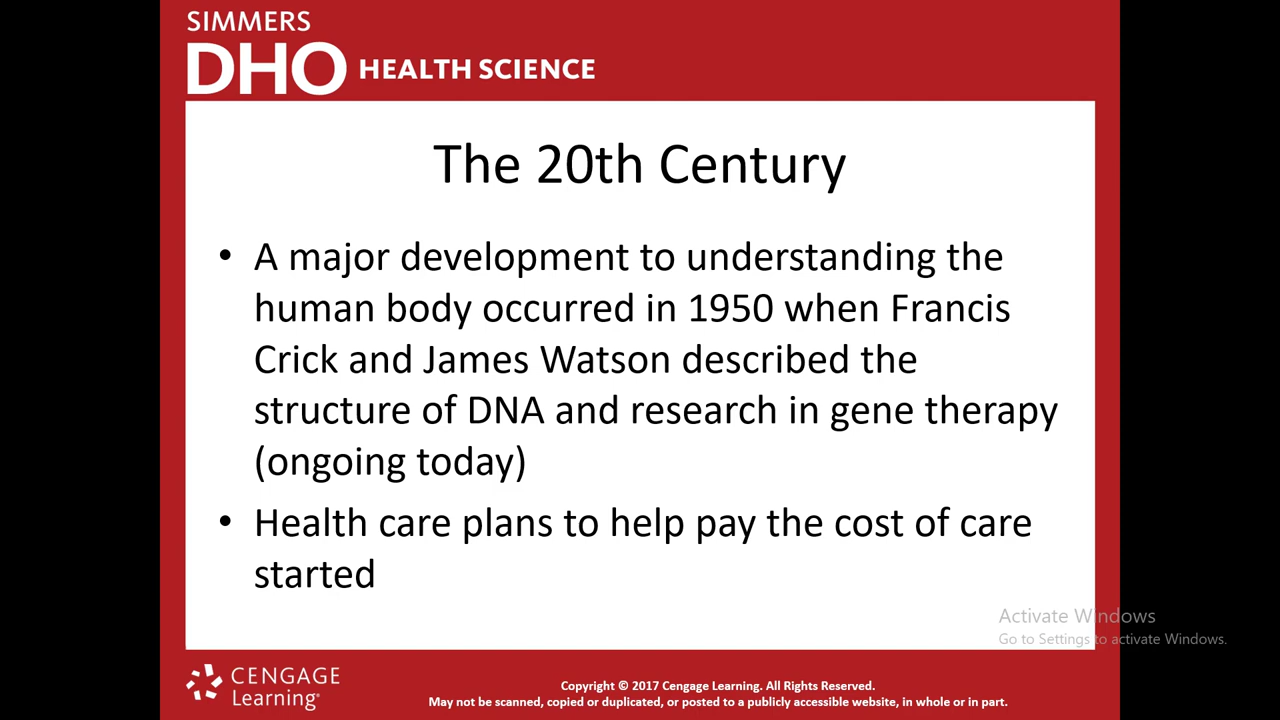 SIMMERS
DHO HEALTH SCIENCE
The 20th Century
• A major development to understanding the
human body occurred in 1950 when Francis
Crick and James Watson described the
structure of DNA and research in gene therapy
(ongoing today)
• Health care plans to help pay the cost of care
started
Activate Windows
Go to Settings to activate Windows.
CENGAGE
Learning®
Copyright © 2017 Cengage Learning. All Rights Reserved.
May not be scanned, copied or duplicated, or posted to a publicly accessible website, in whole or in part.